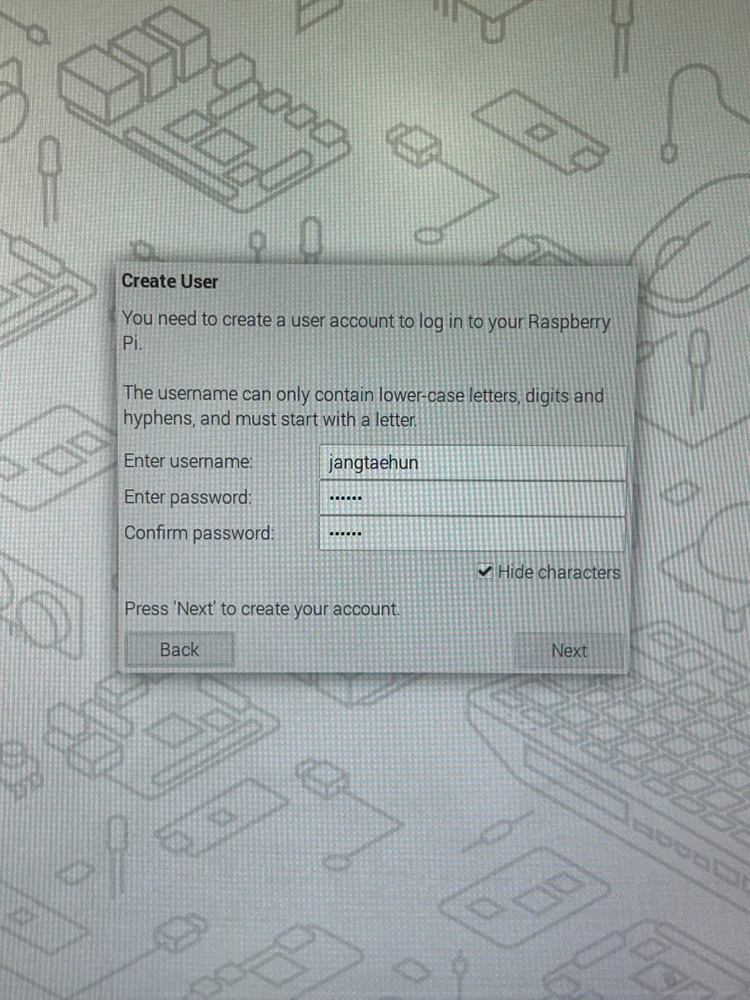 Create User
You need to create a user account to log in to your Raspberry
Pi.
The username can only contain lower-case letters, digits and
hyphens, and must start with a letter.
Enter username: jangtaehun
Enter password: ••••••
Confirm password: ••••••
Hide characters
Press 'Next' to create your account.
Back Next